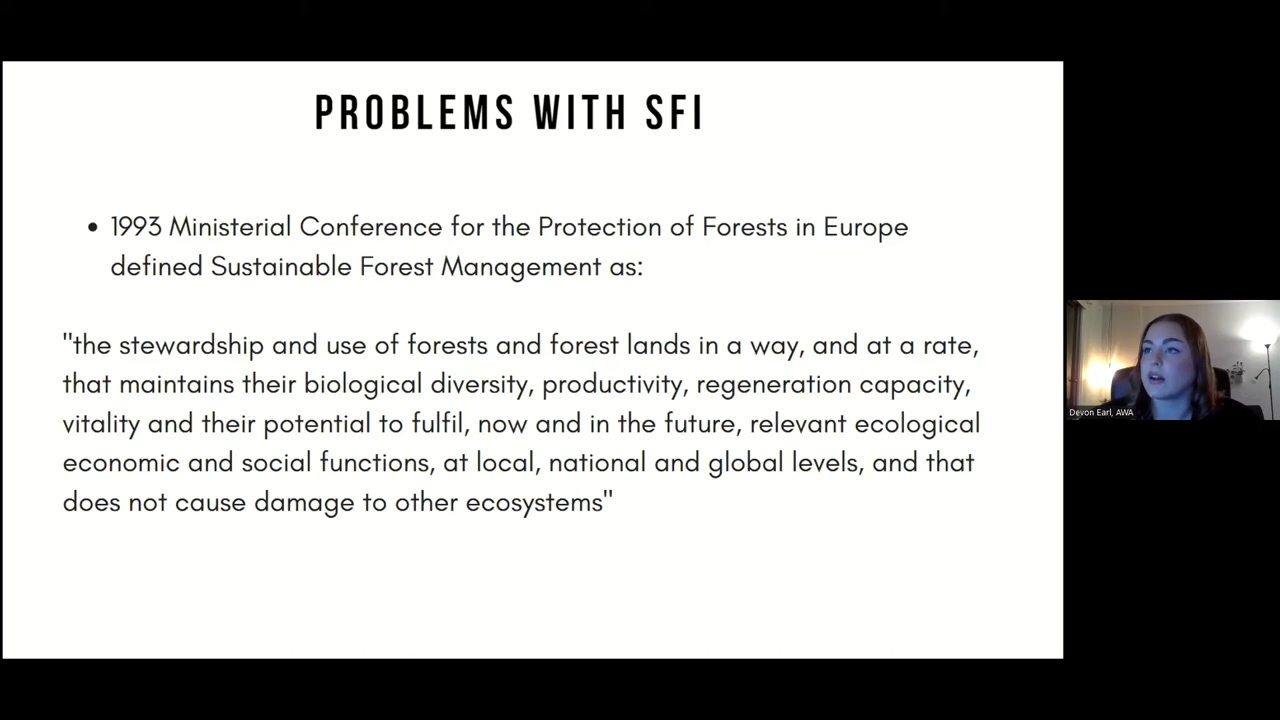 PROBLEMS WITH SFI
• 1993 Ministerial Conference for the Protection of Forests in Europe
defined Sustainable Forest Management as:
"the stewardship and use of forests and forest lands in a way, and at a rate,
that maintains their biological diversity, productivity, regeneration capacity,
vitality and their potential to fulfil, now and in the future, relevant ecological
economic and social functions, at local, national and global levels, and that
does not cause damage to other ecosystems"
Devon Earl, AWA